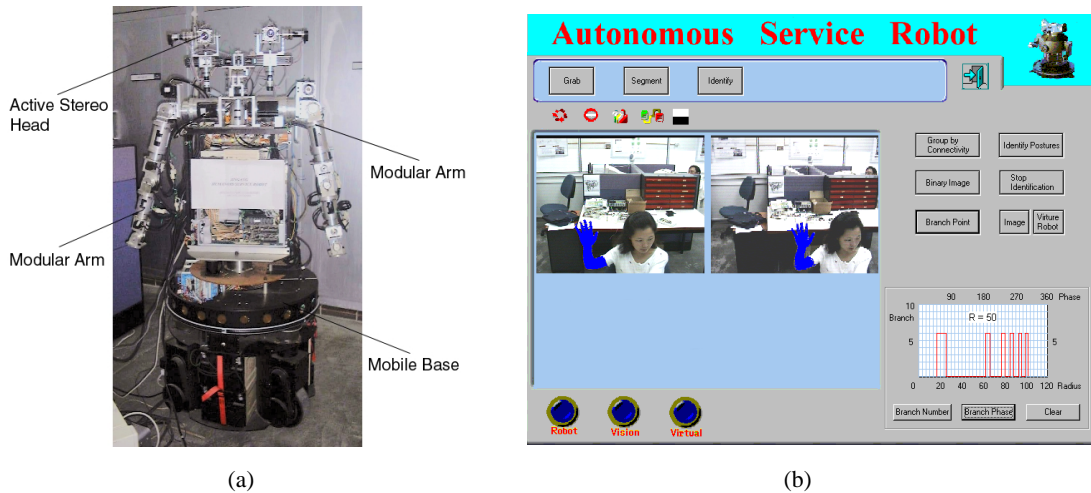 Active Stereo
Head
Modular Arm
Modular Arm
Mobile Base
(a)
Autonomous Service Robot
Grab
Segment
Identify
Group by
Connectivity
Identify Postures
Binary Image
Stop
Identification
Branch Point
Image
Virture
Robot
90 180 270 360 Phase
10
Branch
R = 50
5
5
0 20 40 60 80 100 120 Radius
Branch Number
Branch Phase
Clear
Robot
Vision
Virtual
(b)